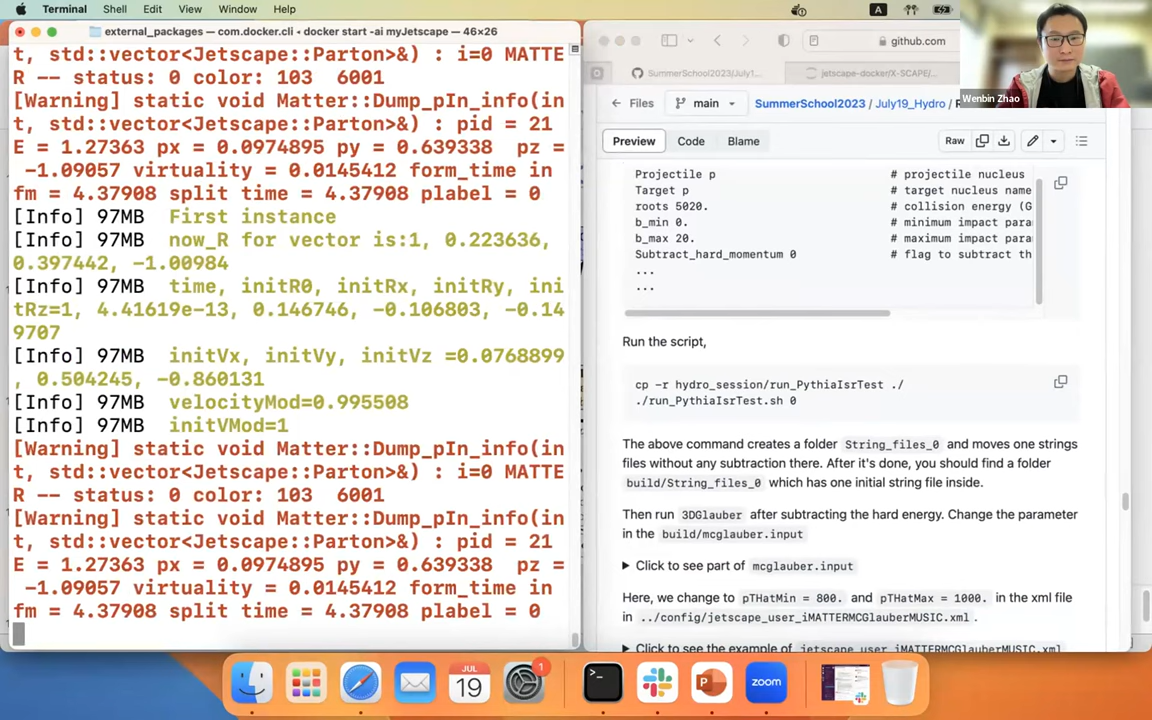 Terminal Shell Edit View Window Help
A
external_packages — com.docker.cli ◂ docker start -ai myJetscape — 46×26
t, std::vector<Jetscape::Parton>&) : i=0 MATTE
R -- status: 0 color: 103  6001
[Warning] static void Matter::Dump_pIn_info(in
t, std::vector<Jetscape::Parton>&) : pid = 21
E = 1.27363 px = 0.0974895 py = 0.639338  pz =
 -1.09057 virtuality = 0.0145412 form_time in
fm = 4.37908 split time = 4.37908 plabel = 0
[Info] 97MB  First instance
[Info] 97MB  now_R for vector is:1, 0.223636,
0.397442, -1.00984
[Info] 97MB  time, initR0, initRx, initRy, ini
tRz=1, 4.41619e-13, 0.146746, -0.106803, -0.14
9707
[Info] 97MB  initVx, initVy, initVz =0.0768899
, 0.504245, -0.860131
[Info] 97MB  velocityMod=0.995508
[Info] 97MB  initVMod=1
[Warning] static void Matter::Dump_pIn_info(in
t, std::vector<Jetscape::Parton>&) : i=0 MATTE
R -- status: 0 color: 103  6001
[Warning] static void Matter::Dump_pIn_info(in
t, std::vector<Jetscape::Parton>&) : pid = 21
E = 1.27363 px = 0.0974895 py = 0.639338  pz =
 -1.09057 virtuality = 0.0145412 form_time in
fm = 4.37908 split time = 4.37908 plabel = 0
github.com
SummerSchool2023/July1...
jetscape-docker/X-SCAPE/...
Wenbin Zhao
Files main SummerSchool2023 / July19_Hydro /
Preview Code Blame Raw
Projectile p # projectile nucleus
Target p # target nucleus name
roots 5020. # collision energy (G
b_min 0. # minimum impact para
b_max 20. # maximum impact para
Subtract_hard_momentum 0 # flag to subtract th
...
...
Run the script,
cp -r hydro_session/run_PythiaIsrTest ./
./run_PythiaIsrTest.sh 0
The above command creates a folder String_files_0 and moves one strings
files without any subtraction there. After it's done, you should find a folder
build/String_files_0 which has one initial string file inside.
Then run 3DGlauber after subtracting the hard energy. Change the parameter
in the build/mcglauber.input
Click to see part of mcglauber.input
Here, we change to pTHatMin = 800. and pTHatMax = 1000. in the xml file
in ../config/jetscape_user_iMATTERMCGlauberMUSIC.xml .
Click to see the example of jetscape_user_iMATTERMCGlauberMUSIC.xml
JUL
19
1
zoom